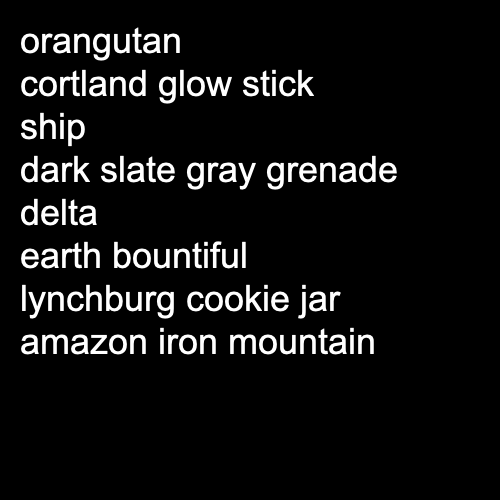 orangutan
cortland glow stick
ship
dark slate gray grenade
delta
earth bountiful
lynchburg cookie jar
amazon iron mountain